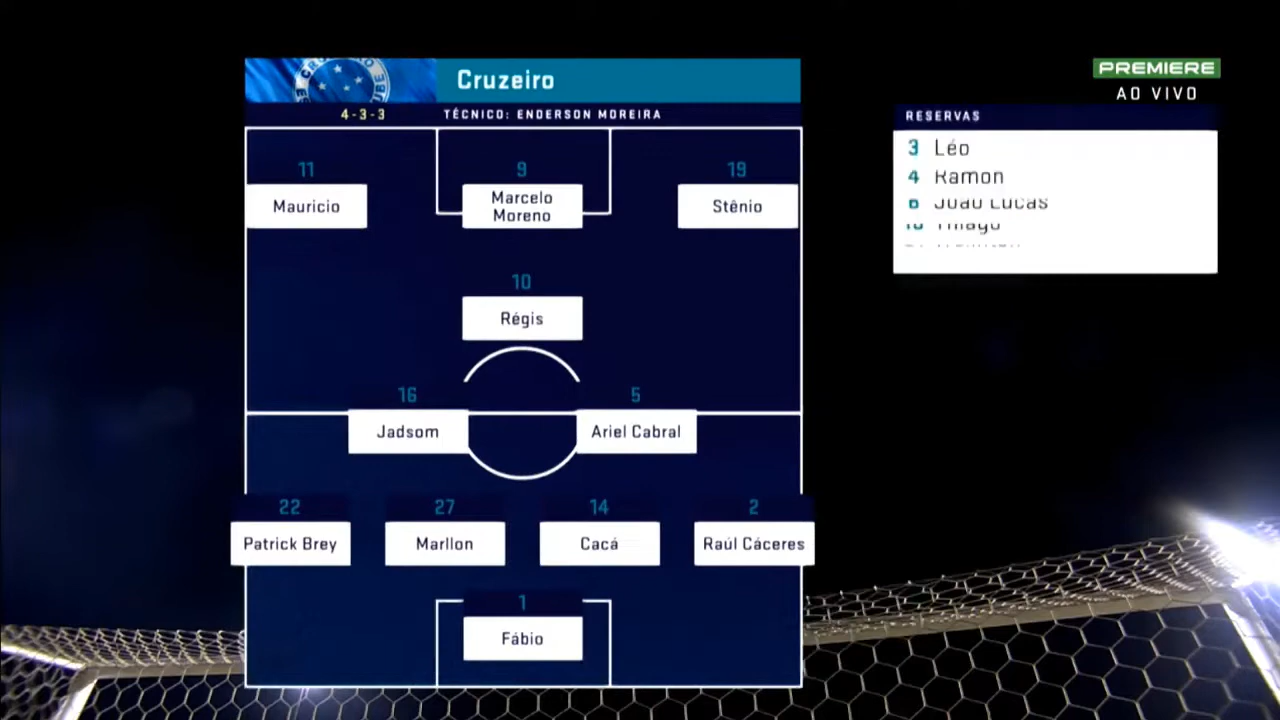 Cruzeiro
4-3-3
TÉCNICO: ENDERSON MOREIRA
11
Mauricio
9
Marcelo
Moreno
19
Stênio
10
Régis
16
Jadsom
5
Ariel Cabral
22
Patrick Brey
27
Marllon
14
Cacá
2
Raúl Cáceres
1
Fábio
PREMIERE
AO VIVO
RESERVAS
3 Léo
4 Ramon
João Lucas
Thiago